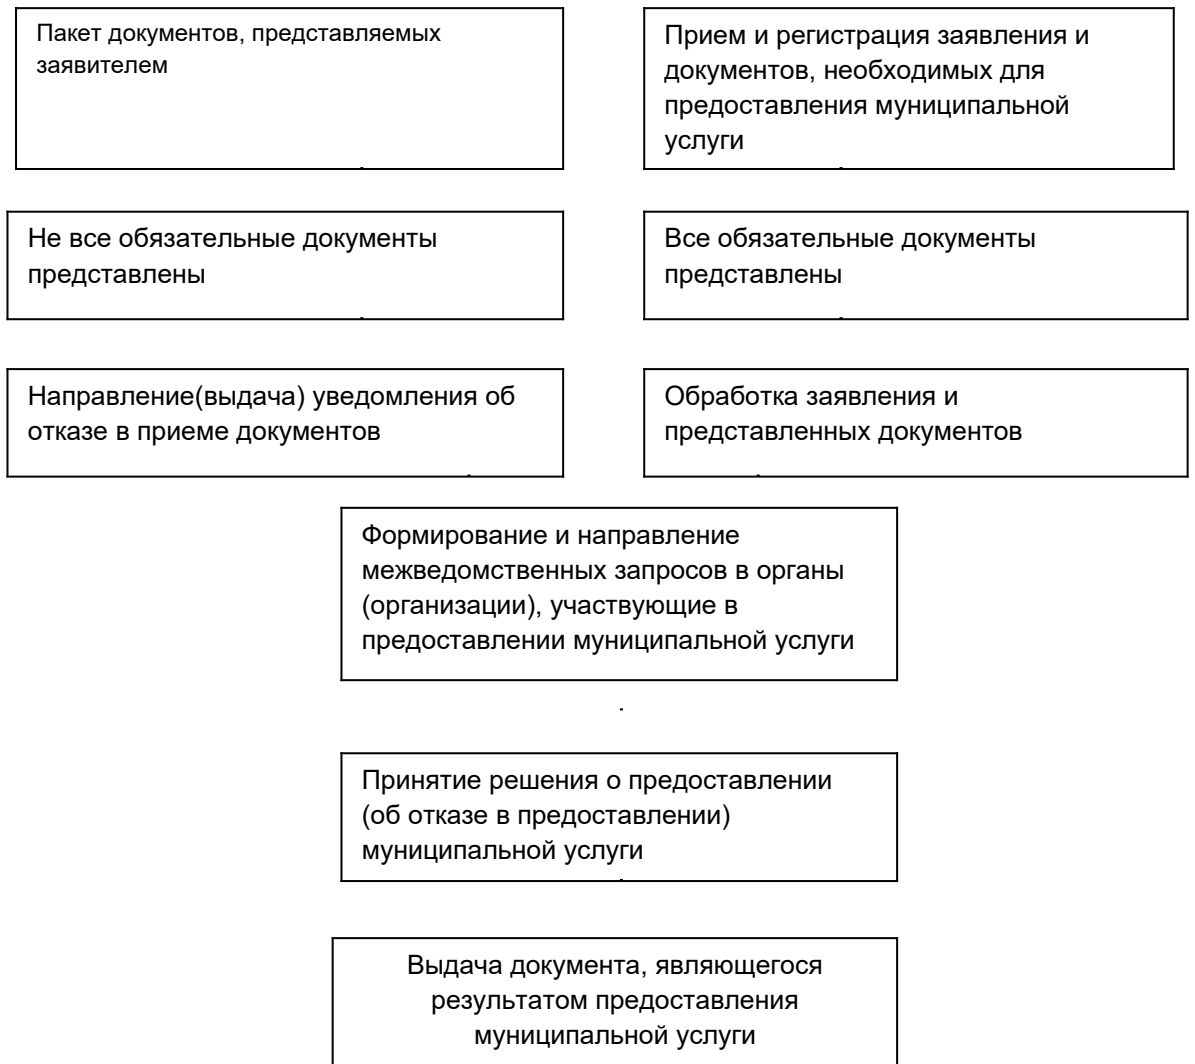 Пакет документов, представляемых
заявителем
Прием и регистрация заявления и
документов, необходимых для
предоставления муниципальной
услуги
Не все обязательные документы
представлены
Все обязательные документы
представлены
Направление(выдача) уведомления об
отказе в приеме документов
Обработка заявления и
представленных документов
Формирование и направление
межведомственных запросов в органы
(организации), участвующие в
предоставлении муниципальной услуги
Принятие решения о предоставлении
(об отказе в предоставлении)
муниципальной услуги
Выдача документа, являющегося
результатом предоставления
муниципальной услуги